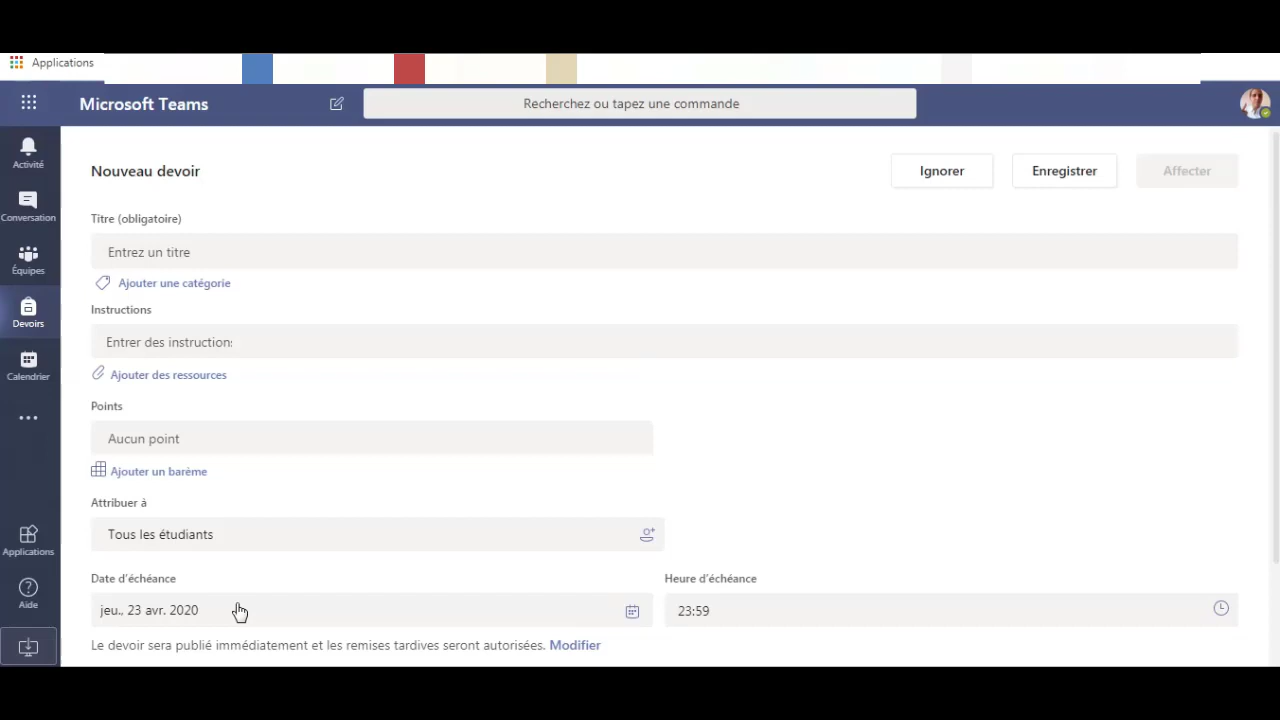 Applications
Microsoft Teams
Recherchez ou tapez une commande
Activité
Conversation
Équipes
Devoirs
Calendrier
Applications
Aide
Nouveau devoir
Ignorer
Enregistrer
Affecter
Titre (obligatoire)
Entrez un titre
Ajouter une catégorie
Instructions
Entrer des instructions
Ajouter des ressources
Points
Aucun point
Ajouter un barème
Attribuer à
Tous les étudiants
Date d'échéance
Heure d'échéance
jeu., 23 avr. 2020
23:59
Le devoir sera publié immédiatement et les remises tardives seront autorisées. Modifier